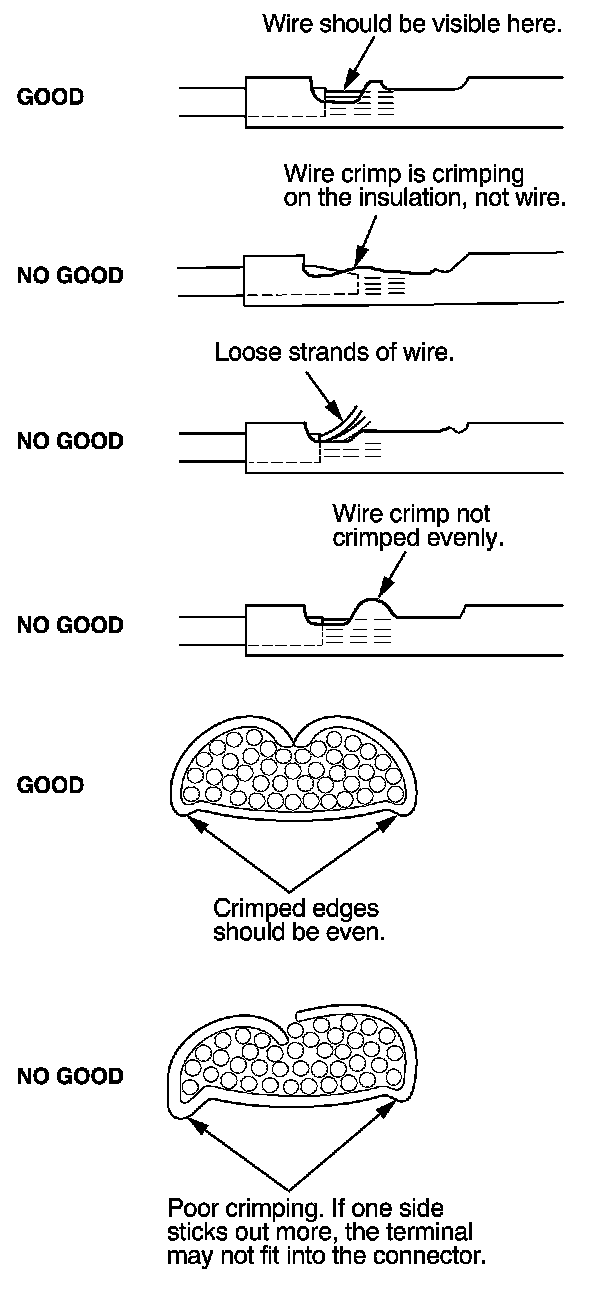 Wire should be visible here.
GOOD
Wire crimp is crimping
on the insulation, not wire.
NO GOOD
Loose strands of wire.
NO GOOD
Wire crimp not
crimped evenly.
NO GOOD
GOOD
Crimped edges
should be even.
NO GOOD
Poor crimping. If one side
sticks out more, the terminal
may not fit into the connector.